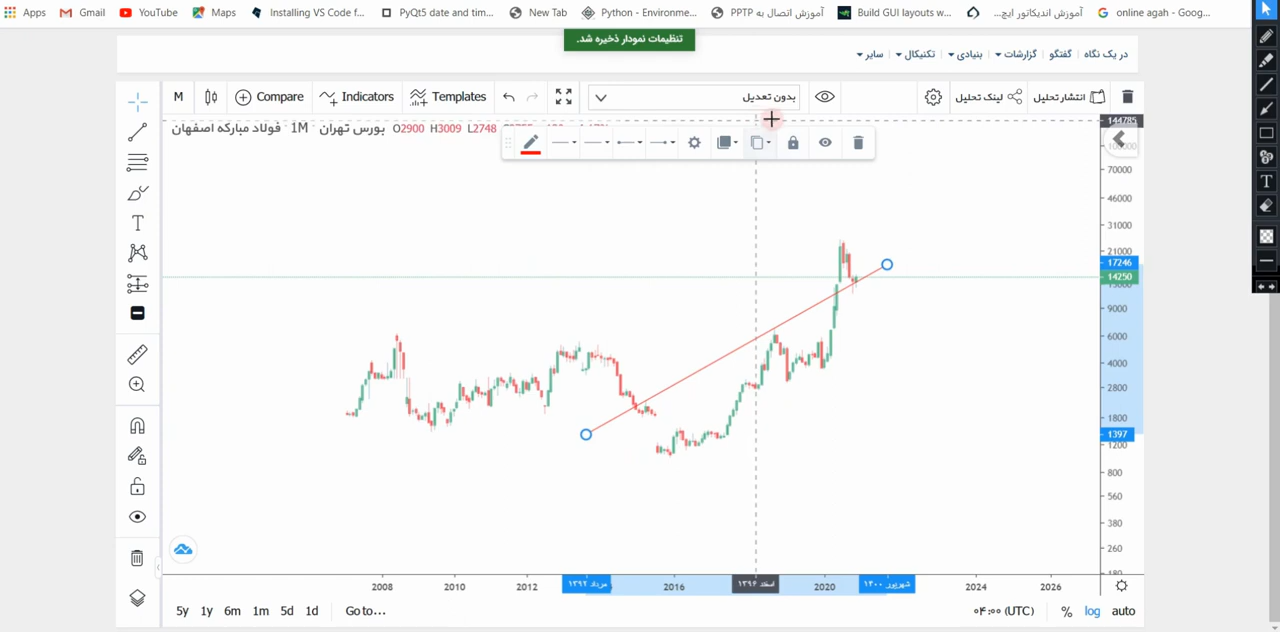 Apps Gmail YouTube Maps Installing VS Code f... PyQt5 date and tim... New Tab Python - Environme... آموزش اتصال به PPTP Build GUI layouts w... آموزش اندیکاتور ایچ... online agah - Goog...
تنظیمات نمودار ذخیره شد.
در یک نگاه گفتگو گزارشات بنیادی تکنیکال سایر
M Compare Indicators Templates بدون تعدیل لینک تحلیل انتشار تحلیل
فولاد مبارکه اصفهان 1M بورس تهران O2900 H3009 L2748
144785
70000
46000
31000
21000
17246
14250
9000
6000
4000
2800
1800
1397
1200
800
560
380
260
180
2008 2010 2012 مرداد ۱۳۹۲ 2016 اسفند ۱۳۹۶ 2020 شهریور ۱۴۰۰ 2024 2026
5y 1y 6m 1m 5d 1d Go to... ۰۴:۰۰ (UTC) % log auto